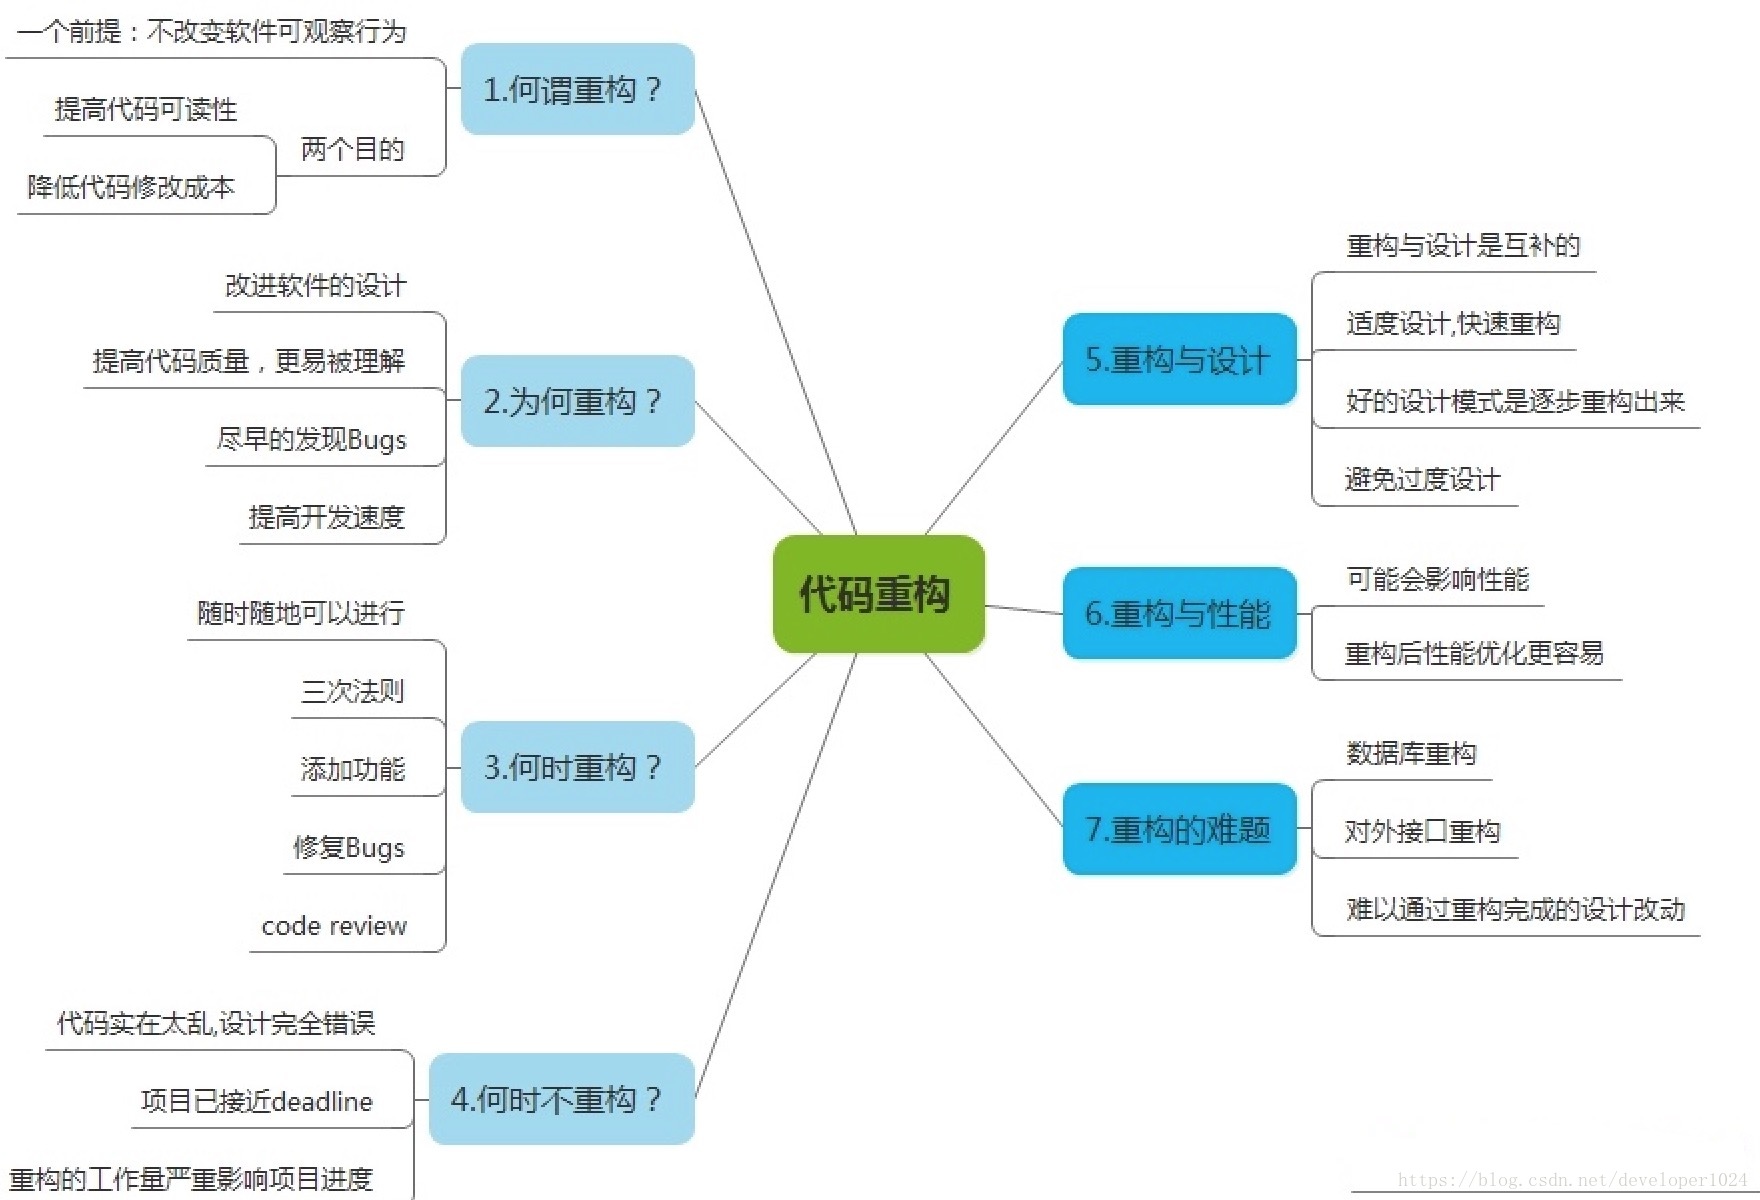 一个前提：不改变软件可观察行为
提高代码可读性
两个目的
降低代码修改成本
1.何谓重构？
改进软件的设计
提高代码质量，更易被理解
尽早的发现Bugs
提高开发速度
2.为何重构？
随时随地可以进行
三次法则
添加功能
修复Bugs
code review
3.何时重构？
代码实在太乱,设计完全错误
项目已接近deadline
重构的工作量严重影响项目进度
4.何时不重构？
代码重构
5.重构与设计
重构与设计是互补的
适度设计,快速重构
好的设计模式是逐步重构出来
避免过度设计
6.重构与性能
可能会影响性能
重构后性能优化更容易
7.重构的难题
数据库重构
对外接口重构
难以通过重构完成的设计改动
https://blog.csdn.net/developer1024